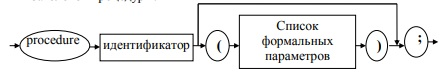 procedure
идентификатор
(
Список
формальных
параметров
)
;